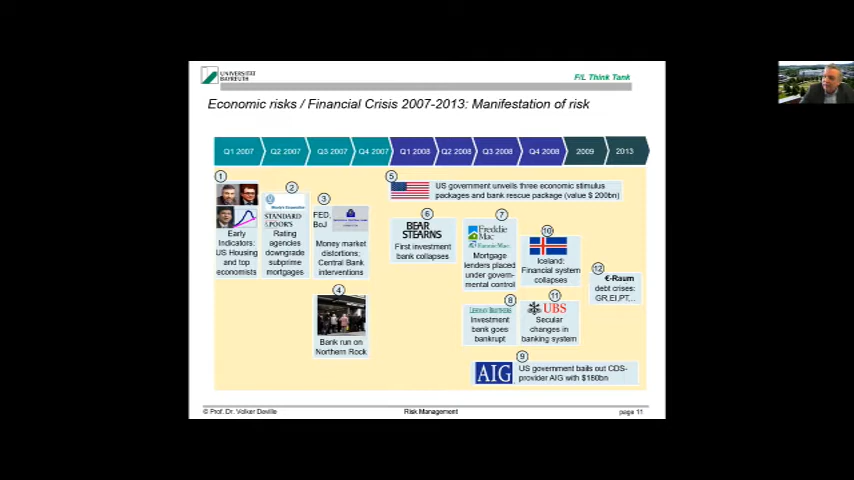 UNIVERSITÄT
BAYREUTH
F/L Think Tank
Economic risks / Financial Crisis 2007-2013: Manifestation of risk
Q1 2007
Q2 2007
Q3 2007
Q4 2007
Q1 2008
Q2 2008
Q3 2008
Q4 2008
2009
2013
1
Early
Indicators:
US Housing
and top
economists
2
STANDARD
&POOR'S
Rating
agencies
downgrade
subprime
mortgages
3
FED,
BoJ
Money market
distortions;
Central Bank
interventions
4
Bank run on
Northern Rock
5
US government unveils three economic stimulus
packages and bank rescue package (value $ 200bn)
6
BEAR
STEARNS
First investment
bank collapses
7
Freddie
Mac
Fannie Mae
Mortgage
lenders placed
under govern-
mental control
8
LEHMAN BROTHERS
Investment
bank goes
bankrupt
9
AIG
US government bails out CDS-
provider AIG with $180bn
10
Iceland:
Financial system
collapses
11
UBS
Secular
changes in
banking system
12
€-Raum
debt crises:
GR,EI,PT,...
© Prof. Dr. Volker Deville
Risk Management
page 11